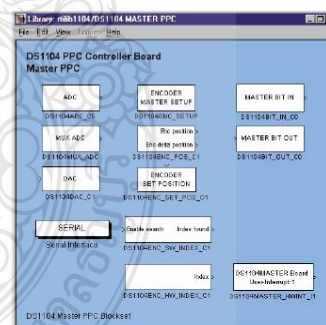 Library: rtilib1104/DS1104 MASTER PPC
File Edit View Format Help
DS1104 PPC Controller Board
Master PPC
ADC
DS1104ADC_C5
ENCODER
MASTER SETUP
DS1104ENC_SETUP
MASTER BIT IN
DS1104BIT_IN_C0
MUX ADC
DS1104MUX_ADC
Enc position
Enc delta position
DS1104ENC_POS_C1
MASTER BIT OUT
DS1104BIT_OUT_C0
DAC
DS1104DAC_C1
ENCODER
SET POSITION
DS1104ENC_SET_POS_C1
SERIAL
Serial Interface
Enable search Index found
DS1104ENC_SW_INDEX_C1
Index
DS1104ENC_HW_INDEX_C1
DS1104MASTER Board
User-Interrupt 1
DS1104MASTER_HWINT_I1
DS1104 Master PPC Blockset